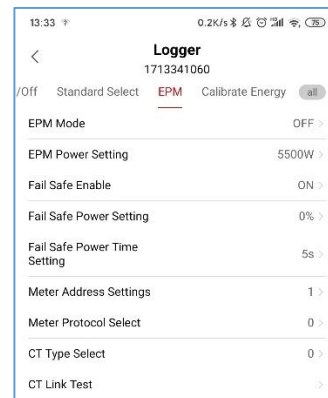 13:33 0.2K/s 75
Logger
1713341060
/Off Standard Select EPM Calibrate Energy all
EPM Mode OFF
EPM Power Setting 5500W
Fail Safe Enable ON
Fail Safe Power Setting 0%
Fail Safe Power Time
Setting 5s
Meter Address Settings 1
Meter Protocol Select 0
CT Type Select 0
CT Link Test